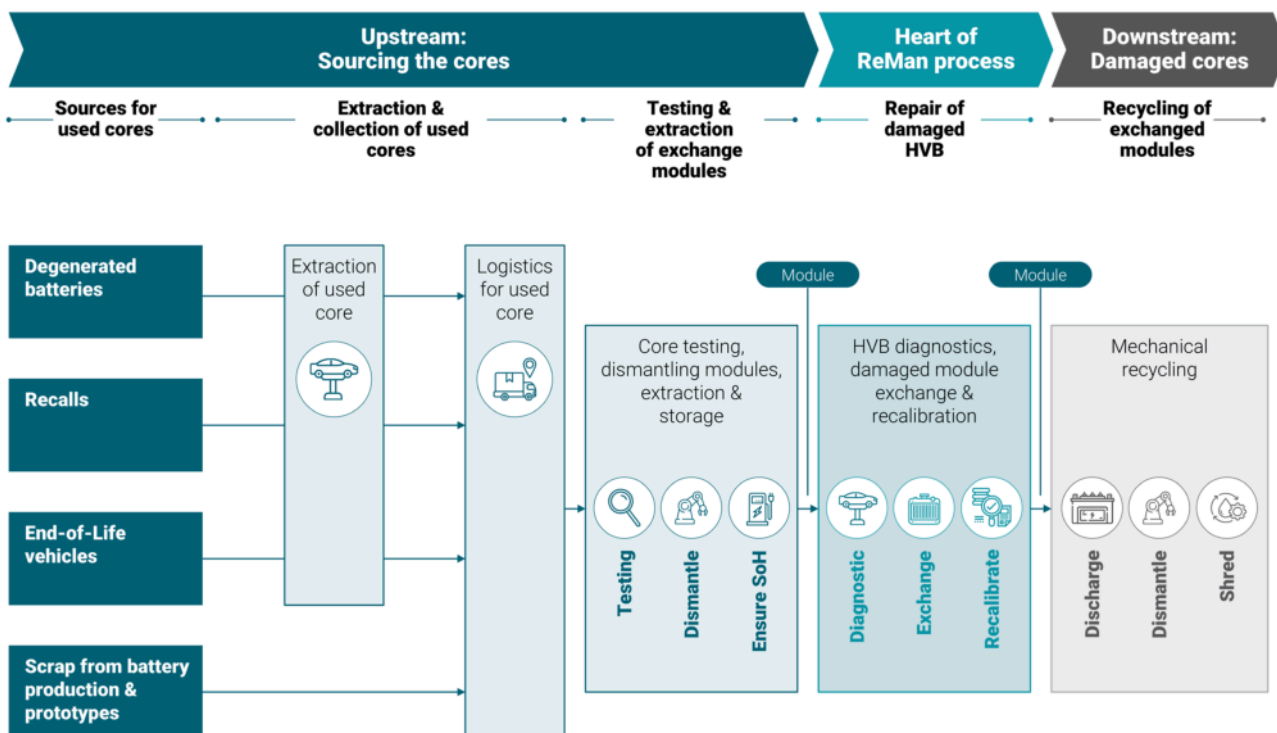 Upstream:
Sourcing the cores
Heart of
ReMan process
Downstream:
Damaged cores
Sources for
used cores
Extraction &
collection of used
cores
Testing &
extraction
of exchange
modules
Repair of
damaged
HVB
Recycling of
exchanged
modules
Degenerated
batteries
Recalls
End-of-Life
vehicles
Scrap from battery
production &
prototypes
Extraction
of used
core
Logistics
for used
core
Core testing,
dismantling modules,
extraction &
storage
Testing
Dismantle
Ensure SoH
Module
HVB diagnostics,
damaged module
exchange &
recalibration
Diagnostic
Exchange
Recalibrate
Module
Mechanical
recycling
Discharge
Dismantle
Shred